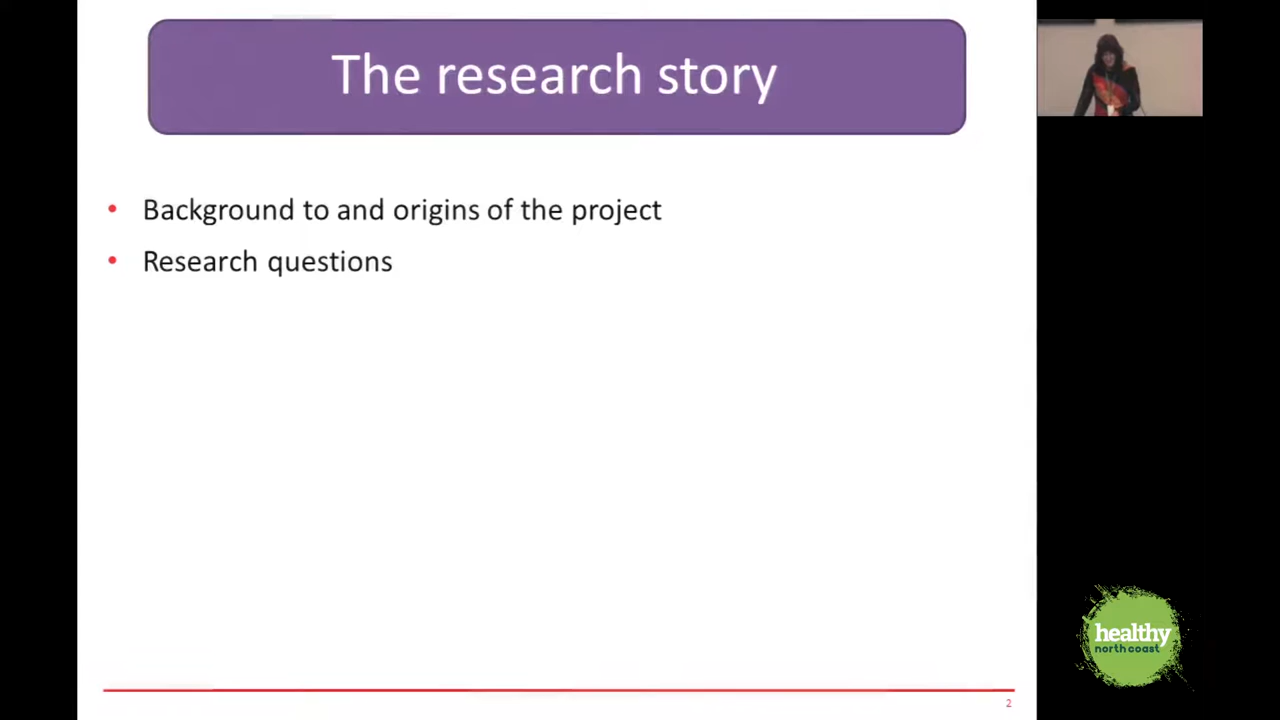 The research story
• Background to and origins of the project
• Research questions
healthy
north coast
2